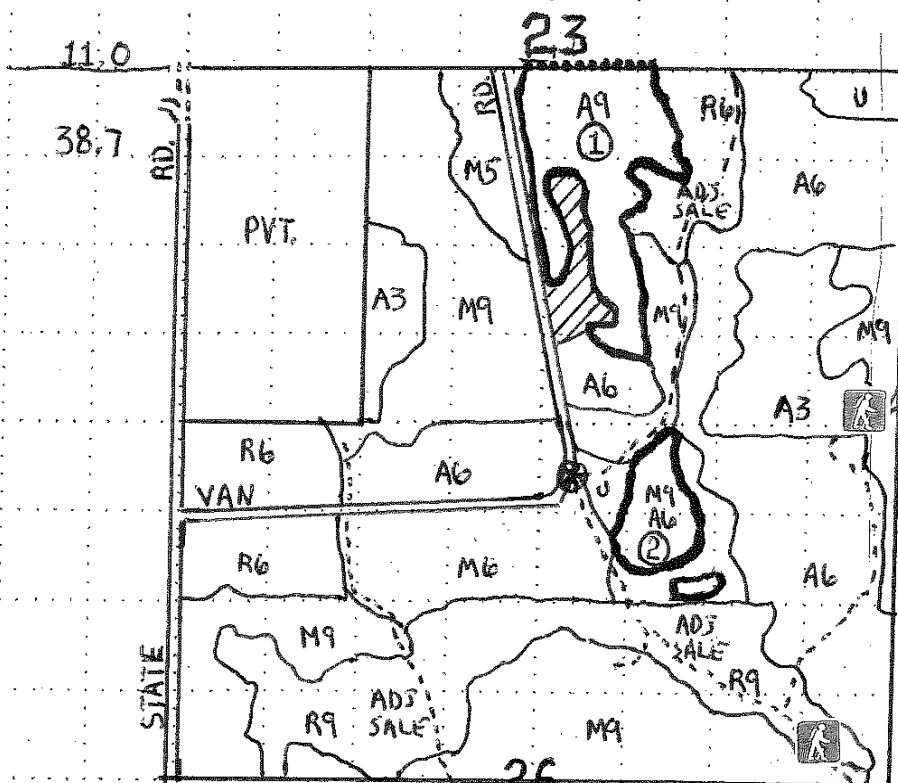 23
11.0
RD.
A9
R6
U
38.7
RD.
1
M5
A6
ADJ.
SALE
PVT.
A3
M9
M9
M9
A6
A3
R6
A6
U
M9
VAN
A6
2
R6
M6
A6
M9
ADJ
SALE
R9
STATE
R9
ADJ
SALE
M9
26